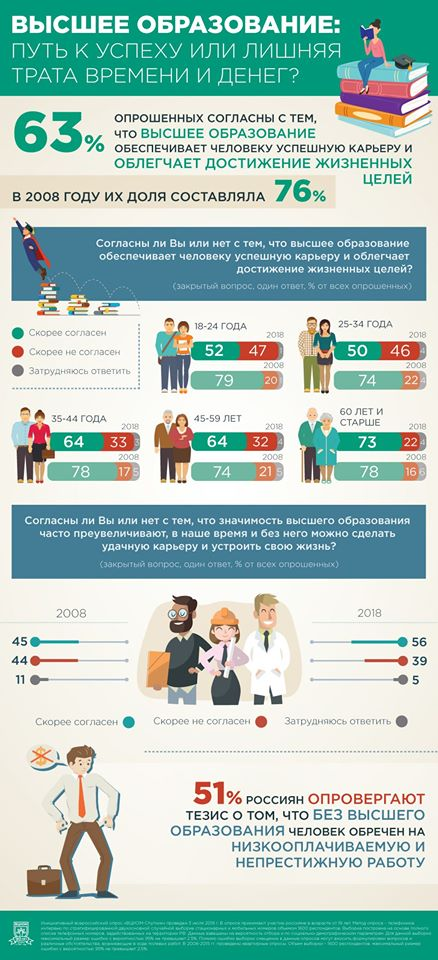 ВЫСШЕЕ ОБРАЗОВАНИЕ:
ПУТЬ К УСПЕХУ ИЛИ ЛИШНЯЯ
ТРАТА ВРЕМЕНИ И ДЕНЕГ?
63%
ОПРОШЕННЫХ СОГЛАСНЫ С ТЕМ,
ЧТО ВЫСШЕЕ ОБРАЗОВАНИЕ
ОБЕСПЕЧИВАЕТ ЧЕЛОВЕКУ УСПЕШНУЮ КАРЬЕРУ И
ОБЛЕГЧАЕТ ДОСТИЖЕНИЕ ЖИЗНЕННЫХ
ЦЕЛЕЙ
В 2008 ГОДУ ИХ ДОЛЯ СОСТАВЛЯЛА 76%
Согласны ли Вы или нет с тем, что высшее образование
обеспечивает человеку успешную карьеру и облегчает
достижение жизненных целей?
(закрытый вопрос, один ответ, % от всех опрошенных)
Скорее согласен
Скорее не согласен
Затрудняюсь ответить
18-24 ГОДА
2018
52 47
2008
79 20
25-34 ГОДА
2018
50 46 4
2008
74 22 4
35-44 ГОДА
2018
64 33 3
2008
78 17 5
45-59 ЛЕТ
2018
64 32 4
2008
74 21 5
60 ЛЕТ И
СТАРШЕ
2018
73 22 4
2008
78 16 6
Согласны ли Вы или нет с тем, что значимость высшего образования
часто преувеличивают, в наше время и без него можно сделать
удачную карьеру и устроить свою жизнь?
(закрытый вопрос, один ответ, % от всех опрошенных)
2008
45
44
11
2018
56
39
5
Скорее согласен
Скорее не согласен
Затрудняюсь ответить
51% РОССИЯН ОПРОВЕРГАЮТ
ТЕЗИС О ТОМ, ЧТО БЕЗ ВЫСШЕГО
ОБРАЗОВАНИЯ ЧЕЛОВЕК ОБРЕЧЕН НА
НИЗКООПЛАЧИВАЕМУЮ И
НЕПРЕСТИЖНУЮ РАБОТУ